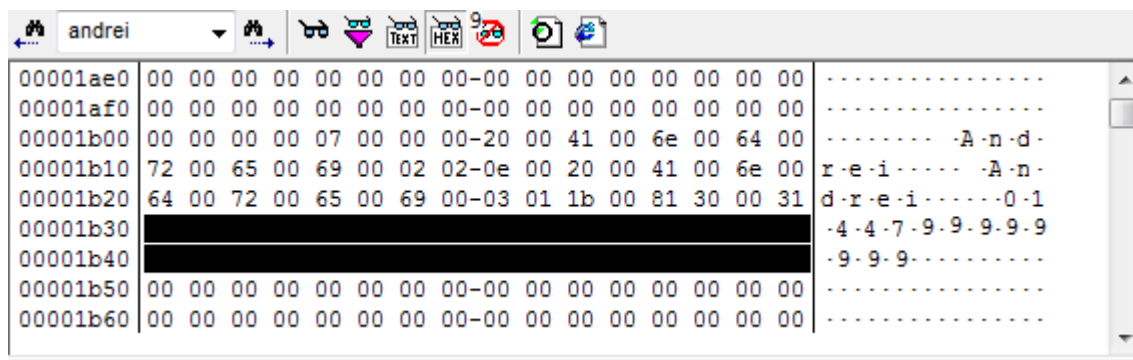 andrei TEXT HEX 9
00001ae0 00 00 00 00 00 00 00 00-00 00 00 00 00 00 00 00 ················
00001af0 00 00 00 00 00 00 00 00-00 00 00 00 00 00 00 00 ················
00001b00 00 00 00 00 07 00 00 00-20 00 41 00 6e 00 64 00 ········ ·A·n·d·
00001b10 72 00 65 00 69 00 02 02-0e 00 20 00 41 00 6e 00 r·e·i····· ·A·n·
00001b20 64 00 72 00 65 00 69 00-03 01 1b 00 81 30 00 31 d·r·e·i······0·1
00001b30 ·4·4·7·9·9·9·9·9
00001b40 ·9·9·9··········
00001b50 00 00 00 00 00 00 00 00-00 00 00 00 00 00 00 00 ················
00001b60 00 00 00 00 00 00 00 00-00 00 00 00 00 00 00 00 ················